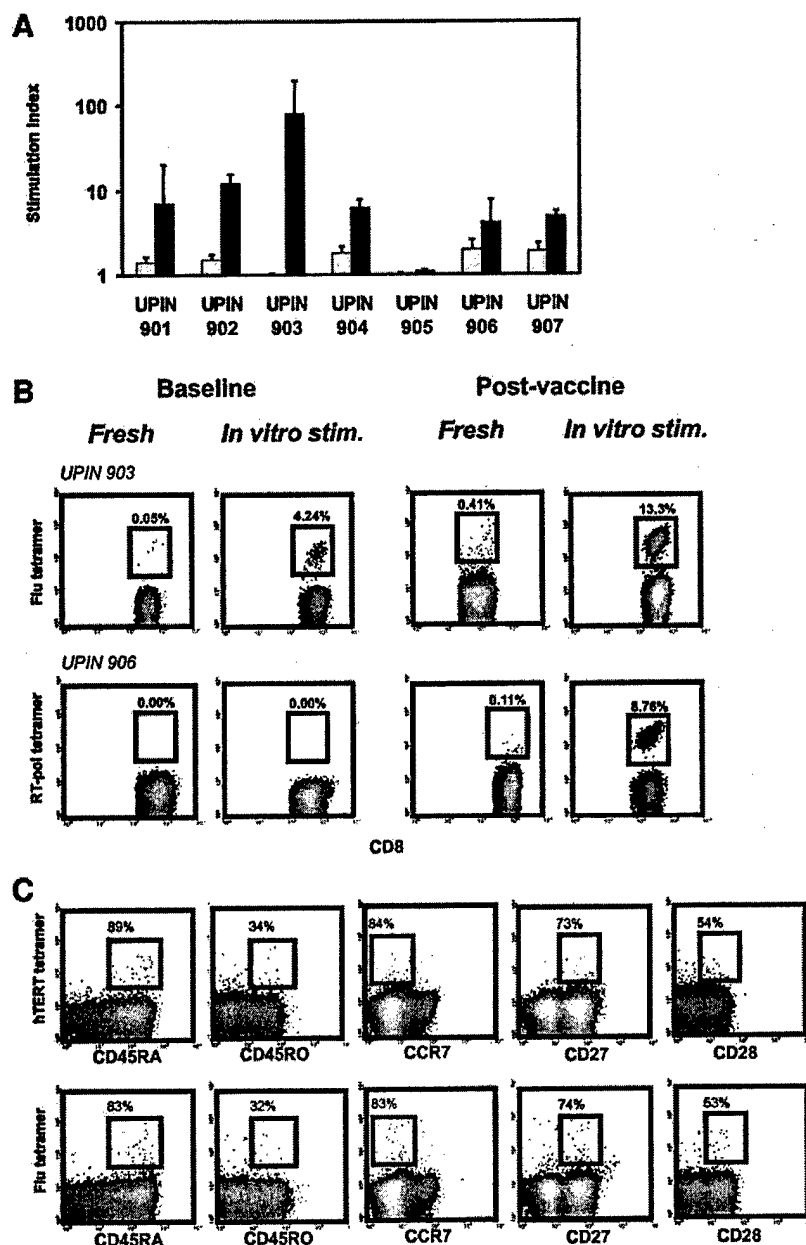 A
Stimulation Index
1000
100
10
1
UPIN 901
UPIN 902
UPIN 903
UPIN 904
UPIN 905
UPIN 906
UPIN 907
B
Baseline
Post-vaccine
Fresh
In vitro stim.
Fresh
In vitro stim.
UPIN 903
Flu tetramer
0.05%
4.24%
0.41%
13.3%
UPIN 906
RT-pol tetramer
0.00%
0.00%
0.11%
8.76%
CD8
C
hTERT tetramer
89%
34%
84%
73%
54%
CD45RA
CD45RO
CCR7
CD27
CD28
Flu tetramer
83%
32%
83%
74%
53%
CD45RA
CD45RO
CCR7
CD27
CD28